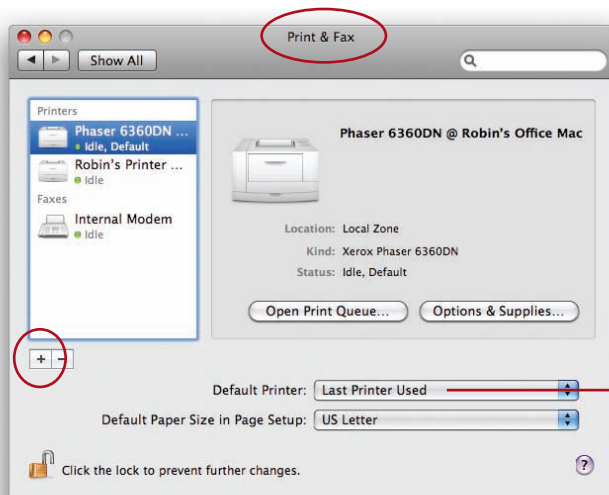 Print & Fax
Show All
Printers
Phaser 6360DN ...
Idle, Default
Robin's Printer ...
Idle
Faxes
Internal Modem
Idle
Phaser 6360DN @ Robin's Office Mac
Location: Local Zone
Kind: Xerox Phaser 6360DN
Status: Idle, Default
Open Print Queue...
Options & Supplies...
+ −
Default Printer: Last Printer Used
Default Paper Size in Page Setup: US Letter
Click the lock to prevent further changes.
?